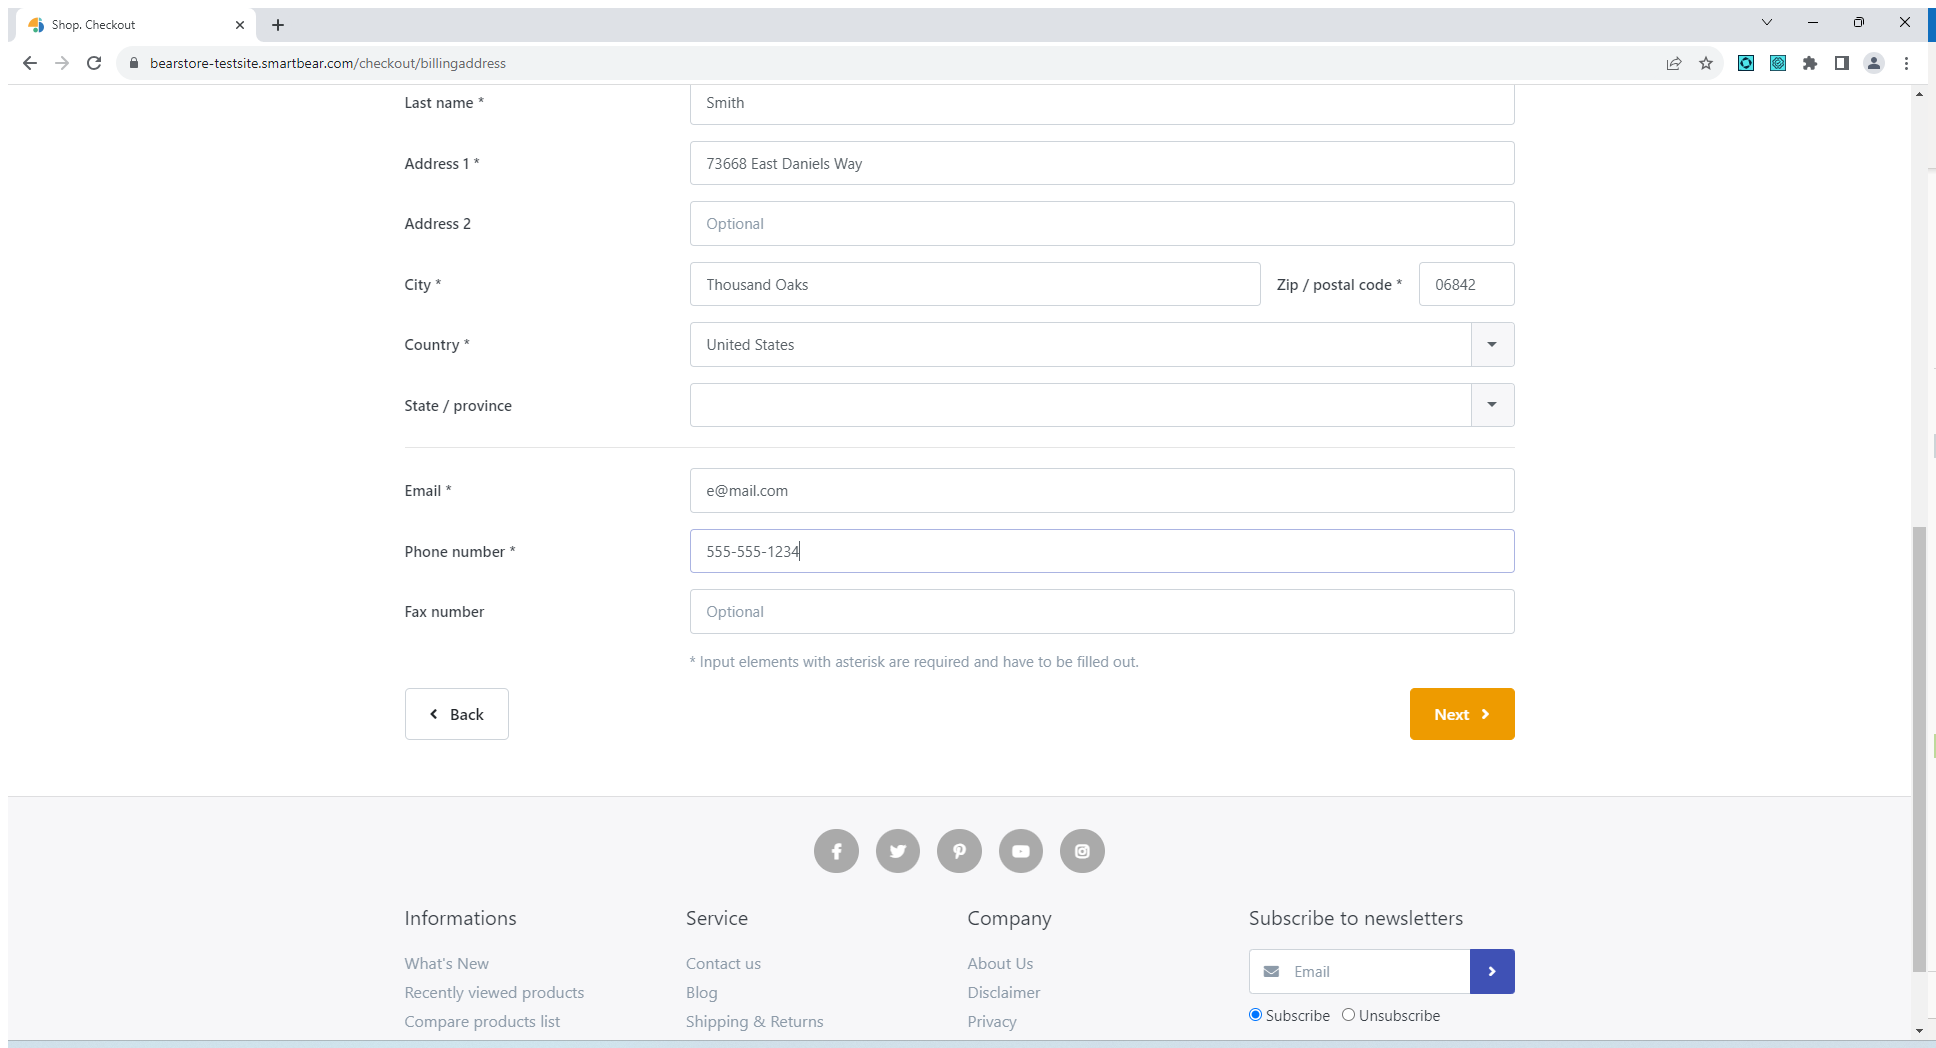 Shop. Checkout
bearstore-testsite.smartbear.com/checkout/billingaddress
Last name *
Smith
Address 1 *
73668 East Daniels Way
Address 2
Optional
City *
Thousand Oaks
Zip / postal code *
06842
Country *
United States
State / province
Email *
e@mail.com
Phone number *
555-555-1234
Fax number
Optional
* Input elements with asterisk are required and have to be filled out.
Back
Next
Informations
What's New
Recently viewed products
Compare products list
Service
Contact us
Blog
Shipping & Returns
Company
About Us
Disclaimer
Privacy
Subscribe to newsletters
Email
Subscribe Unsubscribe